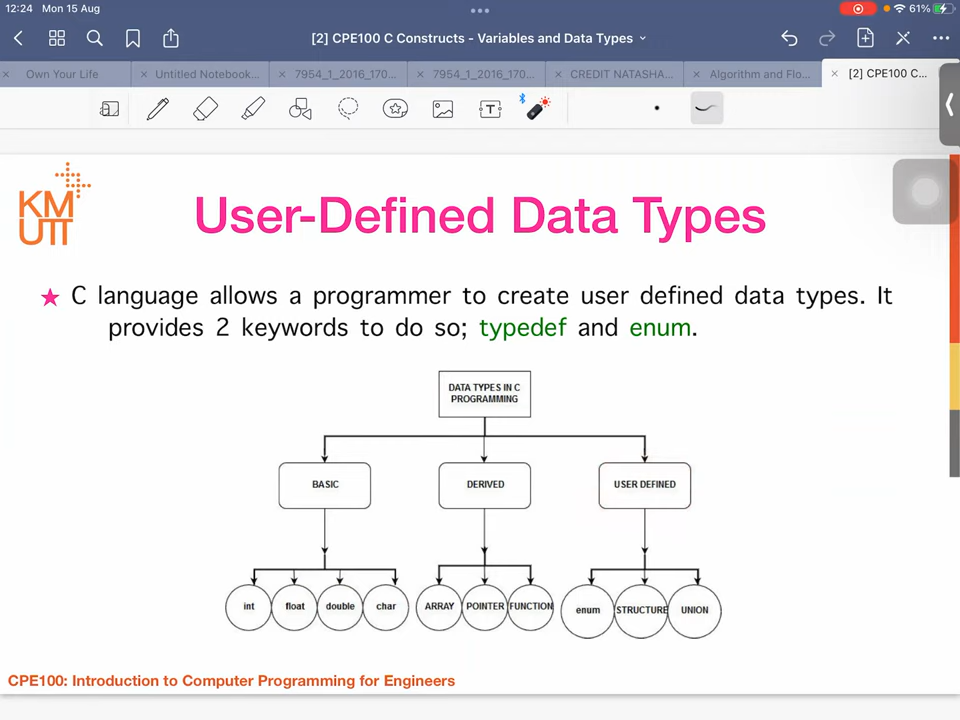 12:24 Mon 15 Aug
61%
[2] CPE100 C Constructs - Variables and Data Types
Own Your Life
Untitled Notebook...
7954_1_2016_170...
7954_1_2016_170...
CREDIT NATASHA...
Algorithm and Flo...
[2] CPE100 C...
T
KM
UTT
User-Defined Data Types
C language allows a programmer to create user defined data types. It
provides 2 keywords to do so; typedef and enum.
DATA TYPES IN C
PROGRAMMING
BASIC
DERIVED
USER DEFINED
int
float
double
char
ARRAY
POINTER
FUNCTION
enum
STRUCTURE
UNION
CPE100: Introduction to Computer Programming for Engineers